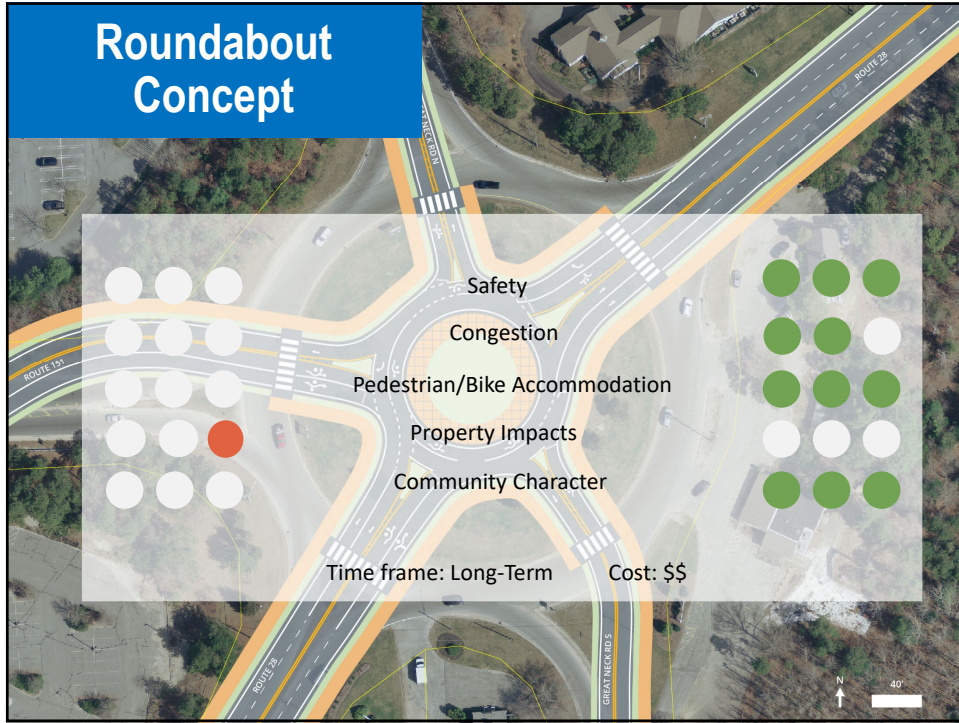 Roundabout
Concept
GREAT NECK RD N
ROUTE 28
Safety
Congestion
ROUTE 151
Pedestrian/Bike Accommodation
Property Impacts
Community Character
Time frame: Long-Term Cost: $$
ROUTE 28
GREAT NECK RD S
N
40'